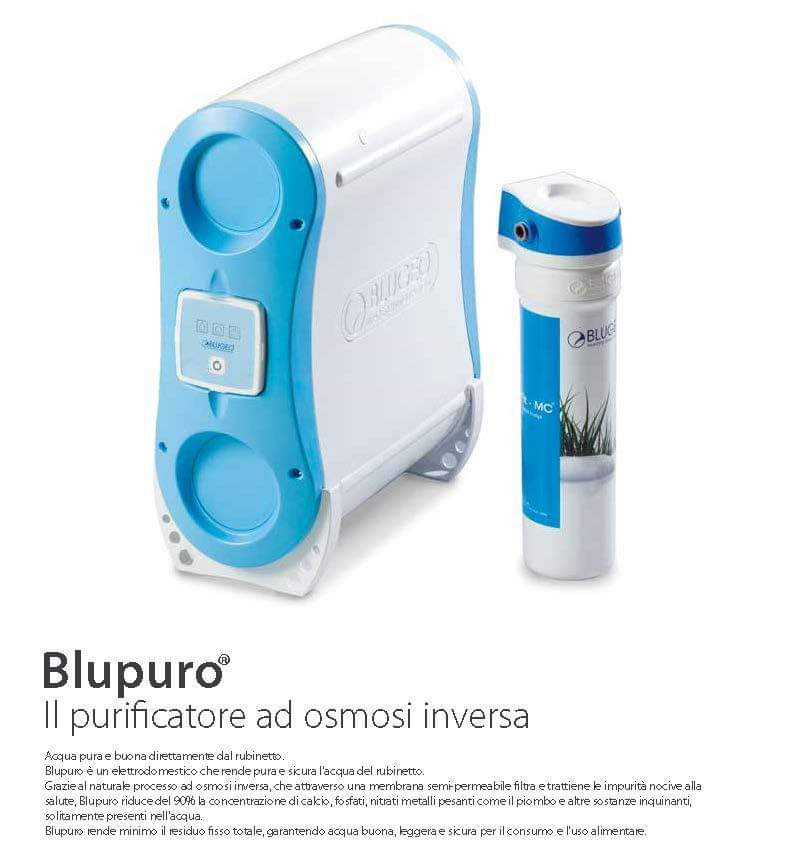 BLUGEO
BLUGEO
BLUGEO
MC™
Blupuro®
Il purificatore ad osmosi inversa
Acqua pura e buona direttamente dal rubinetto.
Blupuro è un elettrodomestico che rende pura e sicura l'acqua del rubinetto.
Grazie al naturale processo ad osmosi inversa, che attraverso una membrana semi-permeabile filtra e trattiene le impurità nocive alla
salute, Blupuro riduce del 90% la concentrazione di calcio, fosfati, nitrati metalli pesanti come il piombo e altre sostanze inquinanti,
solitamente presenti nell'acqua.
Blupuro rende minimo il residuo fisso totale, garantendo acqua buona, leggera e sicura per il consumo e l'uso alimentare.